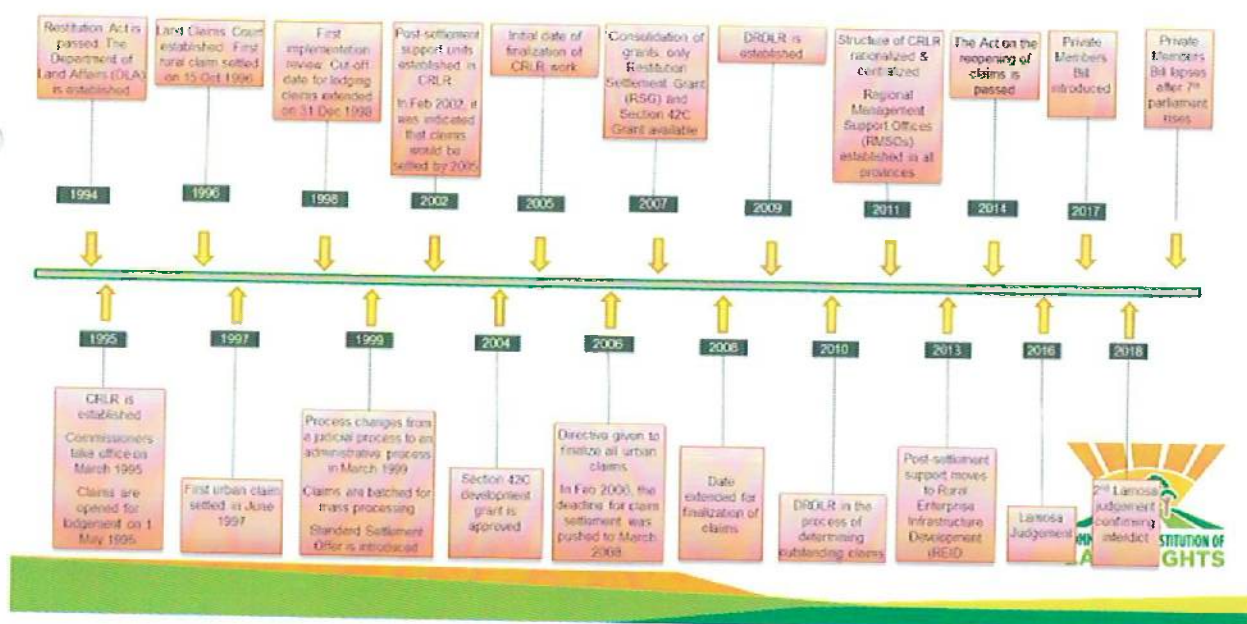 Restitution Act is
passed. The
Department of
Land Affairs (DLA)
is established
1994
Land Claims Court
established. First
rural claim settled
on 15 Oct 1996
1996
First
implementation
review. Cut-off
date for lodging
claims extended
on 31 Dec 1998
1998
Post-settlement
support units
established in
CRLR
In Feb 2002, it
was indicated
that claims
would be
settled by 2005
2002
Initial date of
finalization of
CRLR work
2005
Consolidation of
grants, only
Restitution
Settlement Grant
(RSG) and
Section 42C
Grant available
2007
DRDLR is
established
2009
Structure of CRLR
rationalized &
centralized
Regional
Management
Support Offices
(RMSOs)
established in all
provinces
2011
The Act on the
reopening of
claims is
passed
2014
Private
Members
Bill
introduced
2017
Private
Members
Bill lapses
after 7th
parliament
rises
1995
CRLR is
established
Commissioners
take office on
March 1995
Claims are
opened for
lodgement on 1
May 1995
1997
First urban claim
settled in June
1997
1999
Process changes from
a judicial process to an
administrative process
in March 1999
Claims are batched for
mass processing
Standard Settlement
Offer is introduced
2004
Section 42C
development
grant is
approved
2006
Directive given to
finalize all urban
claims
In Feb 2006, the
deadline for claim
settlement was
pushed to March
2008
2008
Date
extended for
finalization of
claims
2010
DRDLR in the
process of
determining
outstanding claims
2013
Post-settlement
support moves
to Rural
Enterprise
Infrastructure
Development
(REID
2016
Lamosa
Judgement
2018
2nd Lamosa
judgement
confirming
interdict
STITUTION OF
GHTS